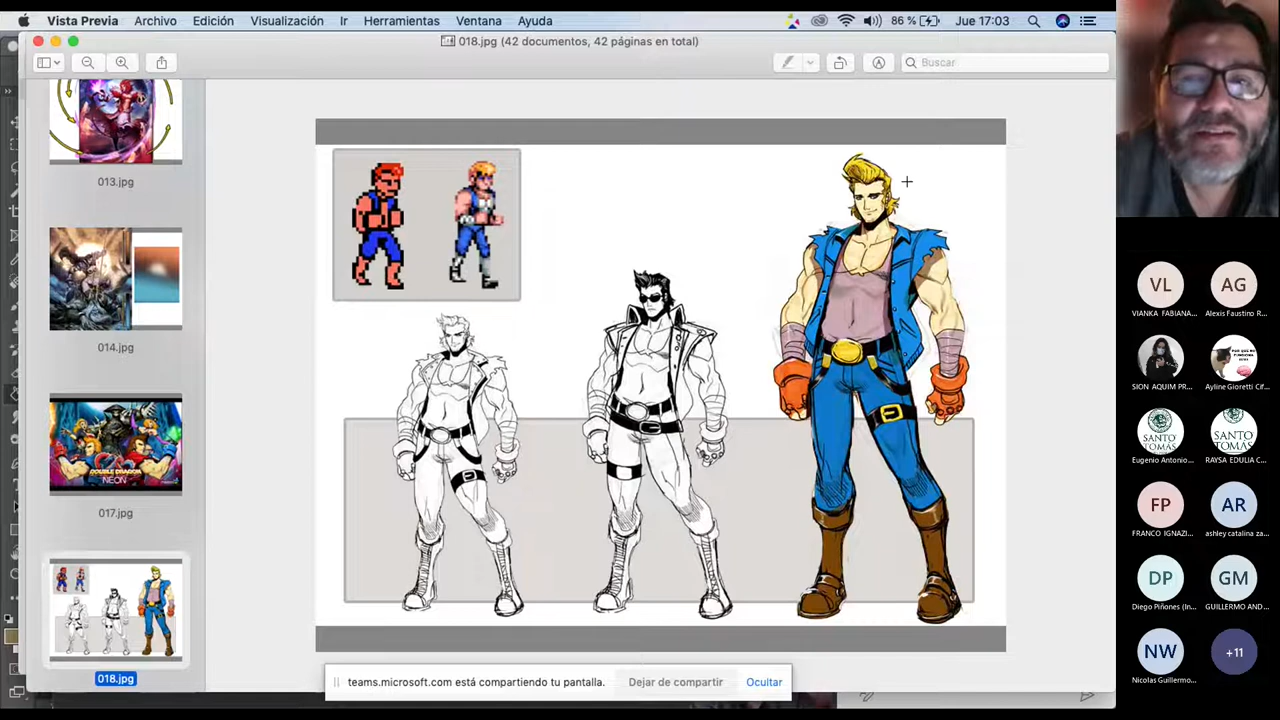 Vista Previa Archivo Edición Visualización Ir Herramientas Ventana Ayuda 86 % Jue 17:03
018.jpg (42 documentos, 42 páginas en total)
Buscar
013.jpg
014.jpg
DOUBLE DRAGON
NEON
017.jpg
018.jpg
teams.microsoft.com está compartiendo tu pantalla. Dejar de compartir Ocultar
VL AG
VIANKA FABIANA... Alexis Faustino R...
SION AQUIM PR... Ayline Gioretti Cif...
SANTO TOMÁS SANTO TOMÁS
Eugenio Antonio... RAYSA EDULIA C...
FP AR
FRANCO IGNAZI... ashley catalina za...
DP GM
Diego Piñones (In... GUILLERMO AND...
NW +11
Nicolas Guillermo...